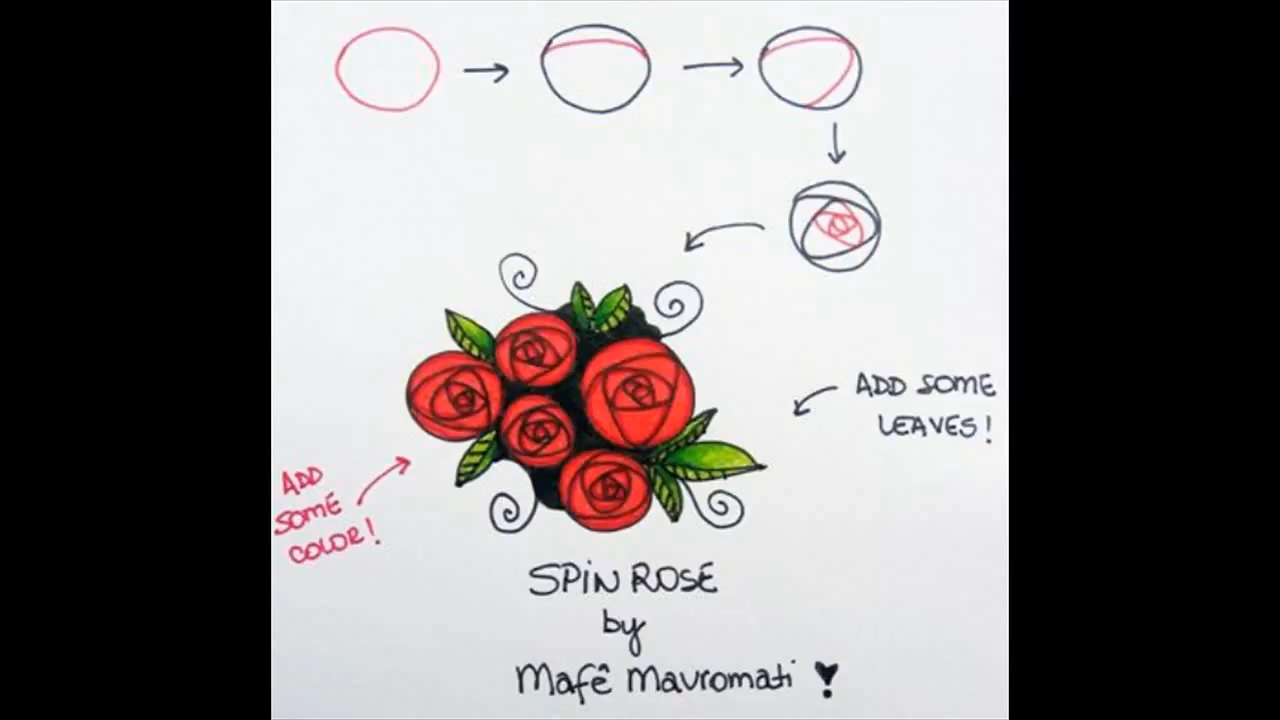 ADD SOME
LEAVES!
ADD
SOME
COLOR!
SPIN ROSE
by
Mafê Mavromati